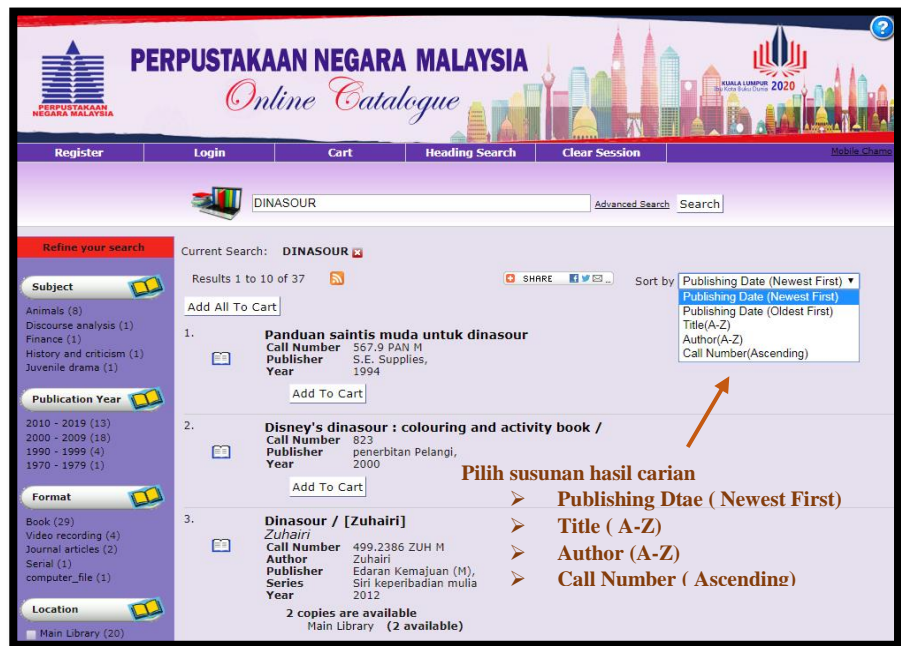 ?
PERPUSTAKAAN NEGARA MALAYSIA
Online Catalogue
PERPUSTAKAAN
NEGARA MALAYSIA
KUALA LUMPUR 2020
Ibu Kota Buku Dunia
Register Login Cart Heading Search Clear Session Mobile Chamo
DINASOUR Advanced Search Search
Refine your search
Subject
Animals (8)
Discourse analysis (1)
Finance (1)
History and criticism (1)
Juvenile drama (1)
Publication Year
2010 - 2019 (13)
2000 - 2009 (18)
1990 - 1999 (4)
1970 - 1979 (1)
Format
Book (29)
Video recording (4)
Journal articles (2)
Serial (1)
computer_file (1)
Location
Main Library (20)
Current Search: DINASOUR
Results 1 to 10 of 37
SHARE
Sort by Publishing Date (Newest First)
Publishing Date (Newest First)
Publishing Date (Oldest First)
Title(A-Z)
Author(A-Z)
Call Number(Ascending)
Add All To Cart
1. Panduan saintis muda untuk dinasour
Call Number 567.9 PAN M
Publisher S.E. Supplies,
Year 1994
Add To Cart
2. Disney's dinasour : colouring and activity book /
Call Number 823
Publisher penerbitan Pelangi,
Year 2000
Add To Cart
3. Dinasour / [Zuhairi]
Zuhairi
Call Number 499.2386 ZUH M
Author Zuhairi
Publisher Edaran Kemajuan (M),
Series Siri keperibadian mulia
Year 2012
2 copies are available
Main Library (2 available)
Pilih susunan hasil carian
➢ Publishing Dtae ( Newest First)
➢ Title ( A-Z)
➢ Author (A-Z)
➢ Call Number ( Ascending)